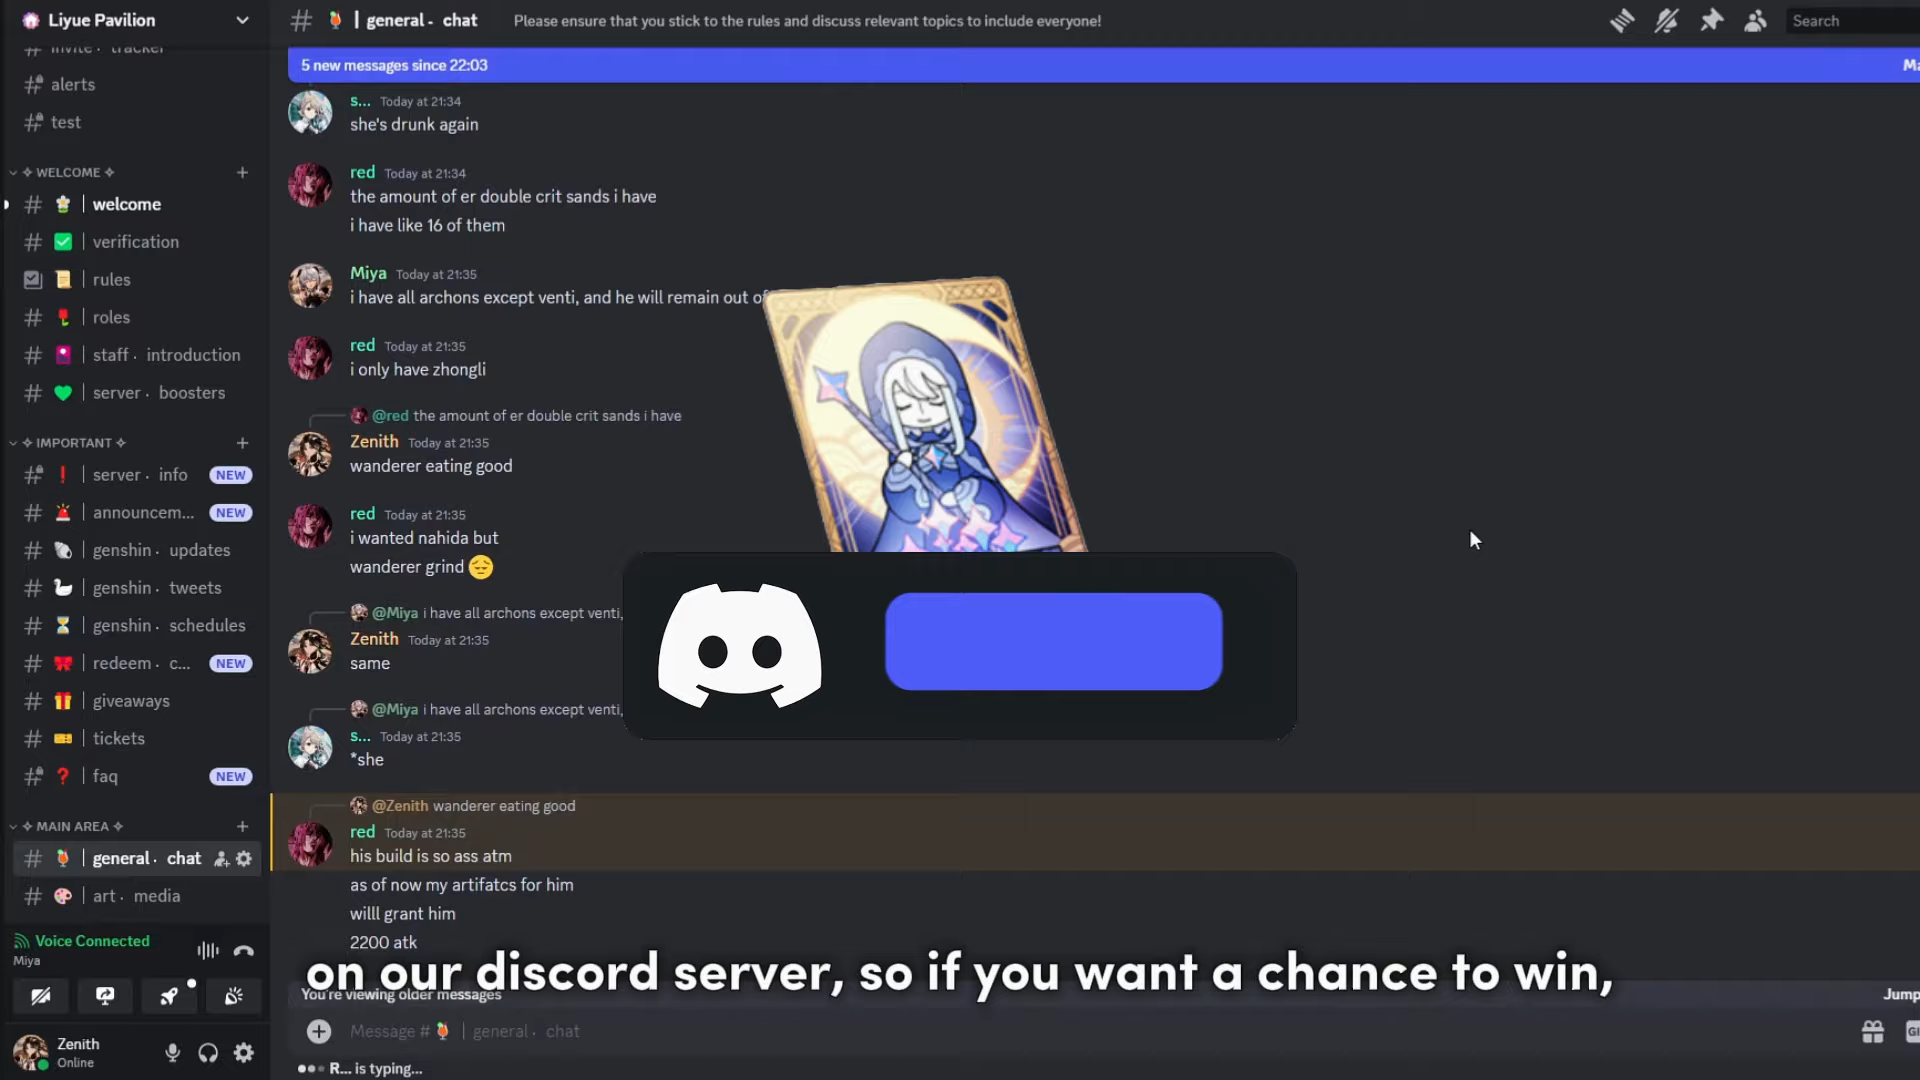 Liyue Pavilion
invite · tracker
alerts
test
✧ WELCOME ✧
welcome
verification
rules
roles
staff · introduction
server · boosters
✧ IMPORTANT ✧
server · info NEW
announcem... NEW
genshin · updates
genshin · tweets
genshin · schedules
redeem · c... NEW
giveaways
tickets
faq NEW
✧ MAIN AREA ✧
general · chat
art · media
Voice Connected
Miya
Zenith
Online
| general · chat Please ensure that you stick to the rules and discuss relevant topics to include everyone!
Search
5 new messages since 22:03
s... Today at 21:34
she's drunk again
red Today at 21:34
the amount of er double crit sands i have
i have like 16 of them
Miya Today at 21:35
i have all archons except venti, and he will remain out
red Today at 21:35
i only have zhongli
@red the amount of er double crit sands i have
Zenith Today at 21:35
wanderer eating good
red Today at 21:35
i wanted nahida but
wanderer grind 😔
@Miya i have all archons except venti,
Zenith Today at 21:35
same
@Miya i have all archons except venti,
s... Today at 21:35
*she
@Zenith wanderer eating good
red Today at 21:35
his build is so ass atm
as of now my artifatcs for him
willl grant him
2200 atk
on our discord server, so if you want a chance to win,
You're viewing older messages
Jump
Message # 🍹 | general · chat
R... is typing...